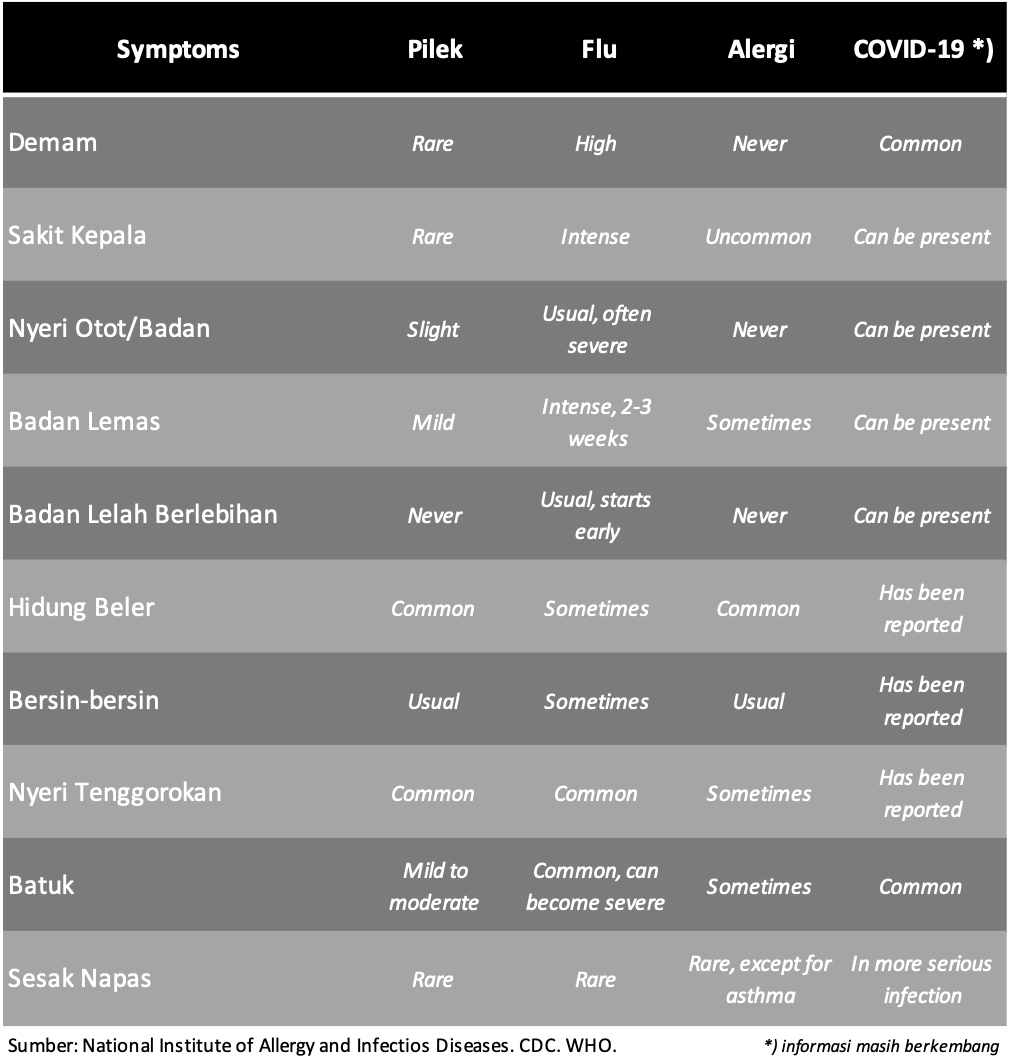 Symptoms Pilek Flu Alergi COVID-19 *)
Demam Rare High Never Common
Sakit Kepala Rare Intense Uncommon Can be present
Nyeri Otot/Badan Slight Usual, often severe Never Can be present
Badan Lemas Mild Intense, 2-3 weeks Sometimes Can be present
Badan Lelah Berlebihan Never Usual, starts early Never Can be present
Hidung Beler Common Sometimes Common Has been reported
Bersin-bersin Usual Sometimes Usual Has been reported
Nyeri Tenggorokan Common Common Sometimes Has been reported
Batuk Mild to moderate Common, can become severe Sometimes Common
Sesak Napas Rare Rare Rare, except for asthma In more serious infection
Sumber: National Institute of Allergy and Infectios Diseases. CDC. WHO. *) informasi masih berkembang